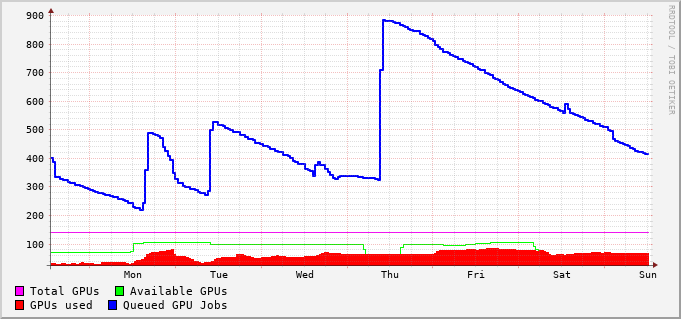 900
800
700
600
500
400
300
200
100
Mon Tue Wed Thu Fri Sat Sun
Total GPUs Available GPUs
GPUs used Queued GPU Jobs
RRDTOOL / TOBI OETIKER